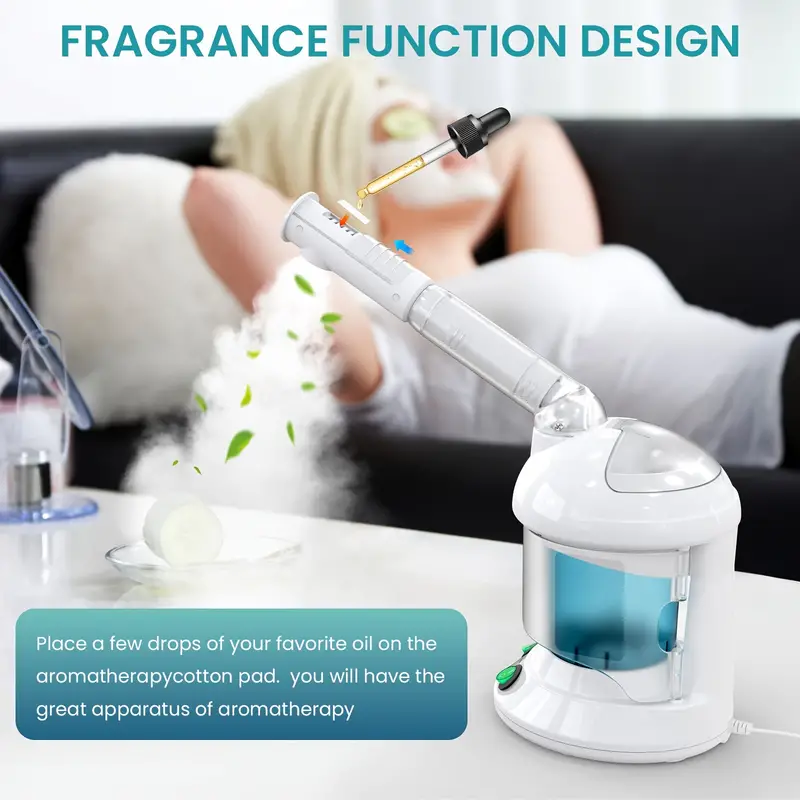 FRAGRANCE FUNCTION DESIGN
Place a few drops of your favorite oil on the
aromatherapycotton pad. you will have the
great apparatus of aromatherapy